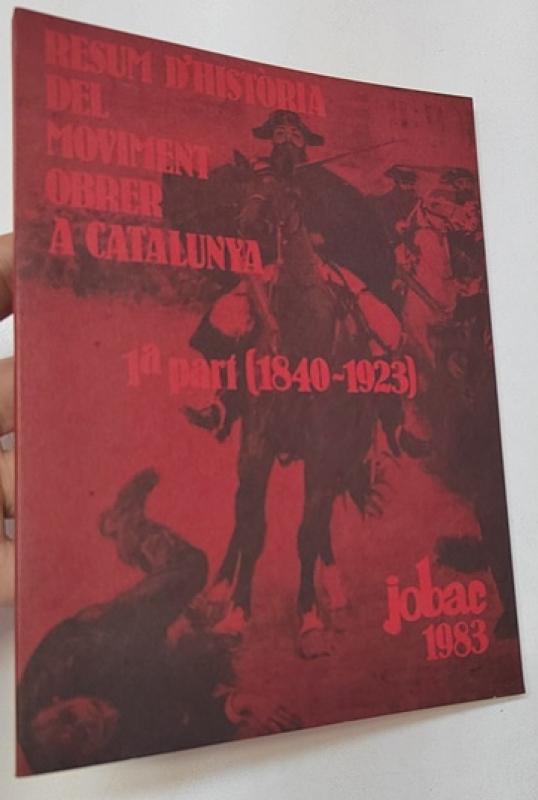 RESUM D'HISTÒRIA
DEL
MOVIMENT
OBRER
A CATALUNYA
1ª part (1840~1923)
jobac
1983